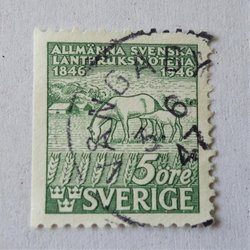 ALLMÄNNA SVENSKA
LANTBRUKSMÖTENA
1846 1946
5 ÖRE
SVERIGE